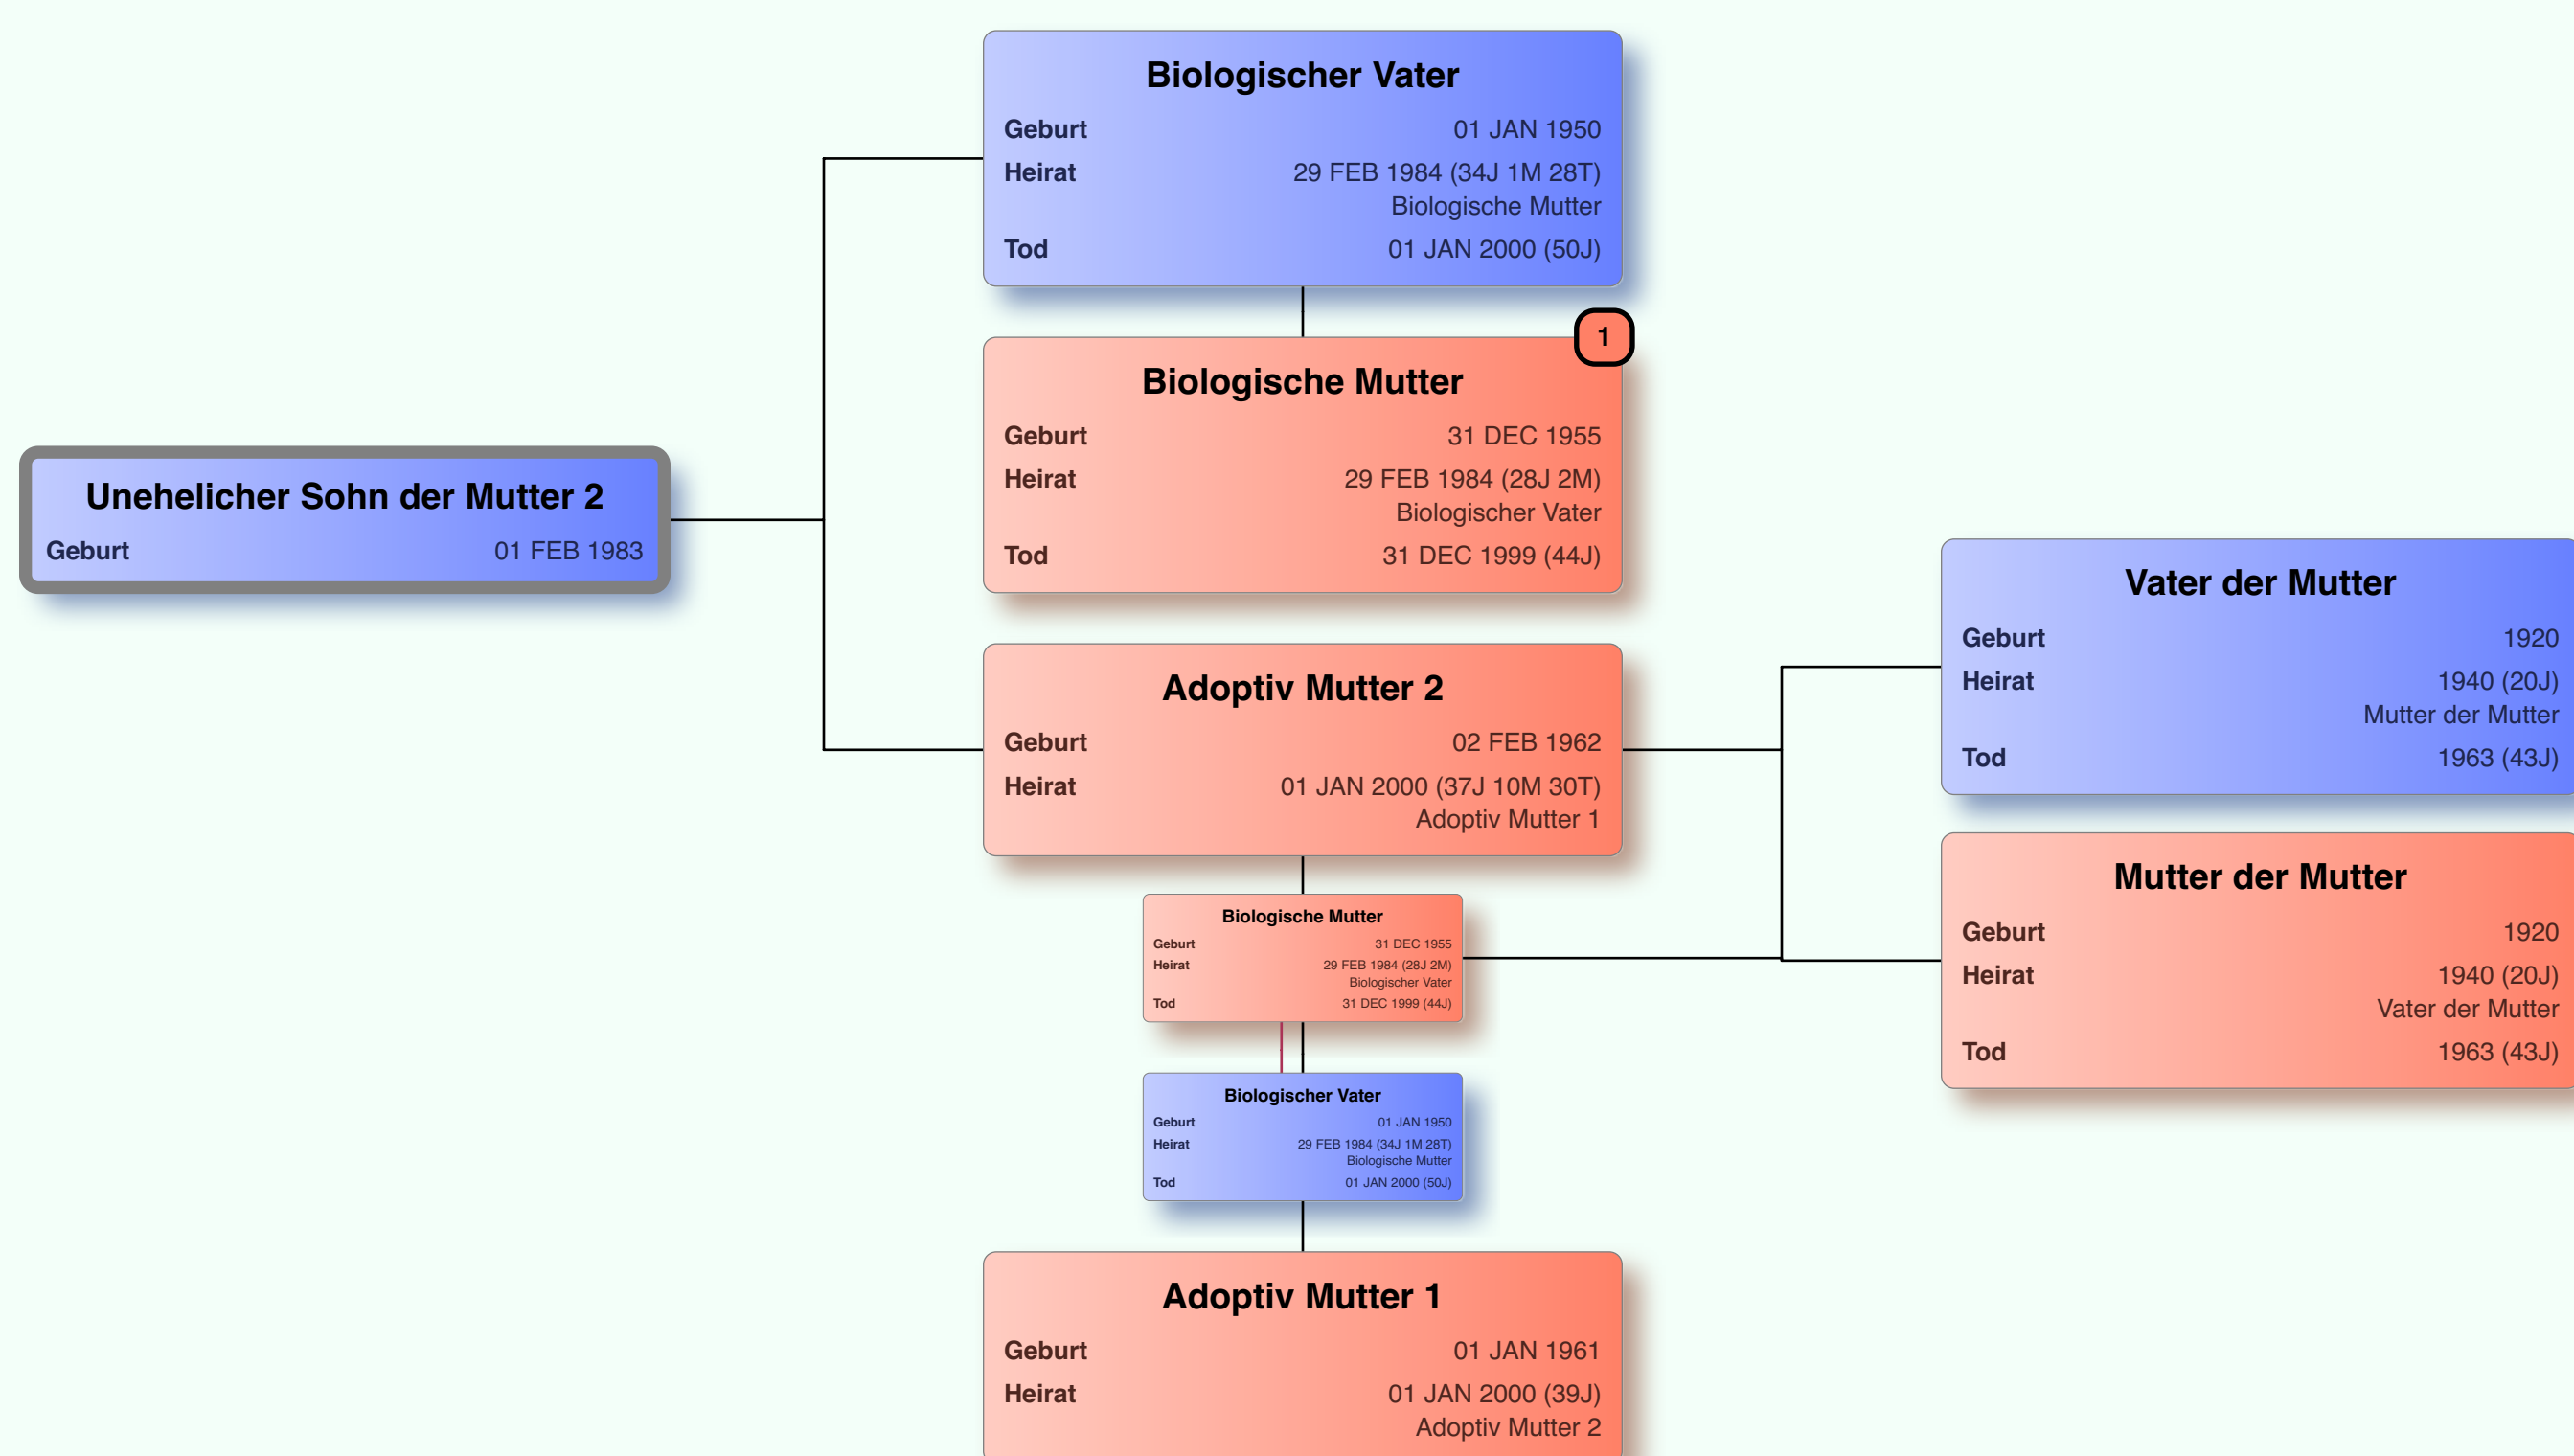 Biologischer Vater
Geburt 01 JAN 1950
Heirat 29 FEB 1984 (34J 1M 28T)
Biologische Mutter
Tod 01 JAN 2000 (50J)
1
Biologische Mutter
Geburt 31 DEC 1955
Heirat 29 FEB 1984 (28J 2M)
Biologischer Vater
Tod 31 DEC 1999 (44J)
Unehelicher Sohn der Mutter 2
Geburt 01 FEB 1983
Adoptiv Mutter 2
Geburt 02 FEB 1962
Heirat 01 JAN 2000 (37J 10M 30T)
Adoptiv Mutter 1
Vater der Mutter
Geburt 1920
Heirat 1940 (20J)
Mutter der Mutter
Tod 1963 (43J)
Mutter der Mutter
Geburt 1920
Heirat 1940 (20J)
Vater der Mutter
Tod 1963 (43J)
Biologische Mutter
Geburt 31 DEC 1955
Heirat 29 FEB 1984 (28J 2M)
Biologischer Vater
Tod 31 DEC 1999 (44J)
Biologischer Vater
Geburt 01 JAN 1950
Heirat 29 FEB 1984 (34J 1M 28T)
Biologische Mutter
Tod 01 JAN 2000 (50J)
Adoptiv Mutter 1
Geburt 01 JAN 1961
Heirat 01 JAN 2000 (39J)
Adoptiv Mutter 2